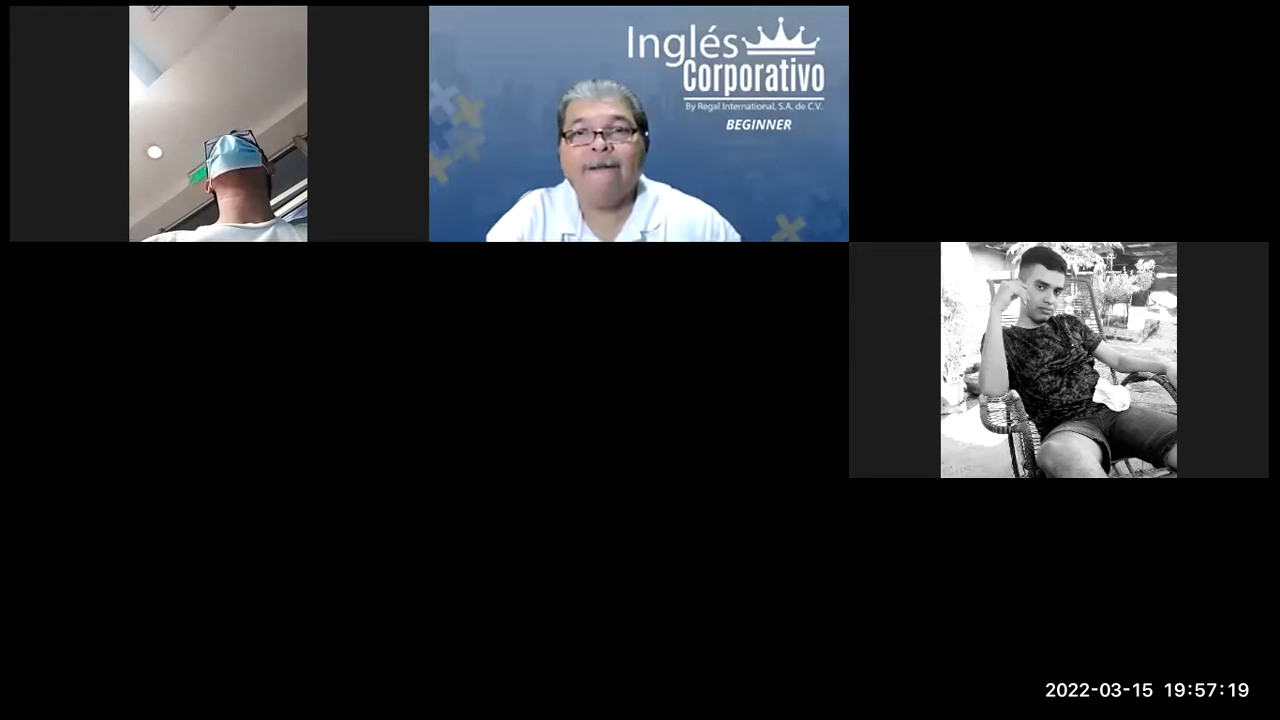 Inglés
Corporativo
By Regal International, S.A. de C.V.
BEGINNER
2022-03-15 19:57:19